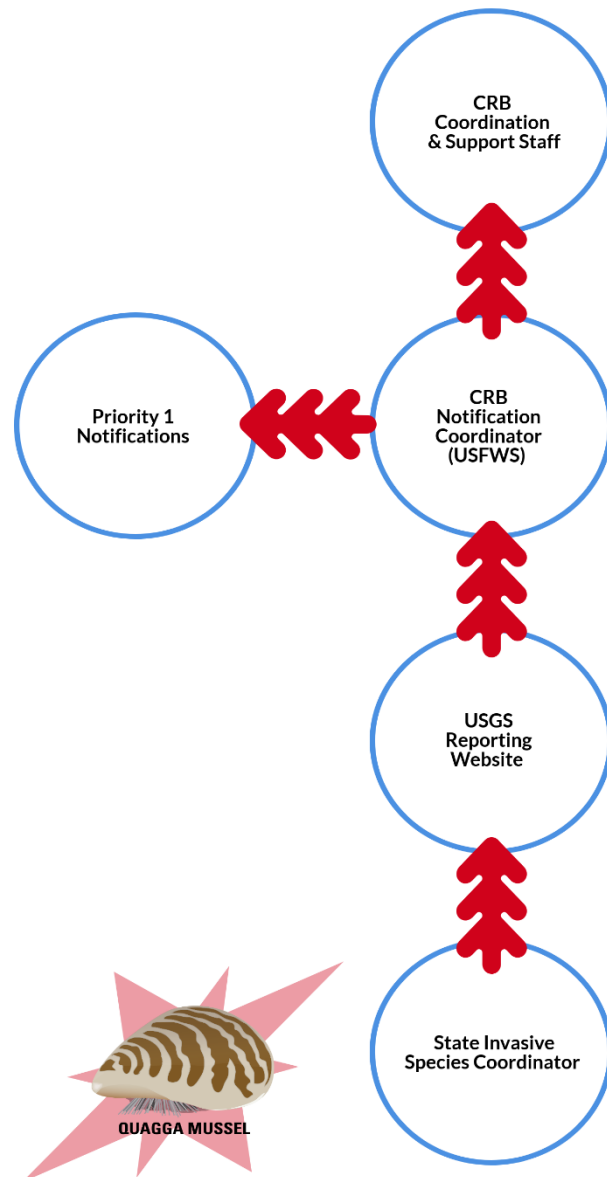 CRB
Coordination
& Support Staff
Priority 1
Notifications
CRB
Notification
Coordinator
(USFWS)
USGS
Reporting
Website
State Invasive
Species Coordinator
QUAGGA MUSSEL